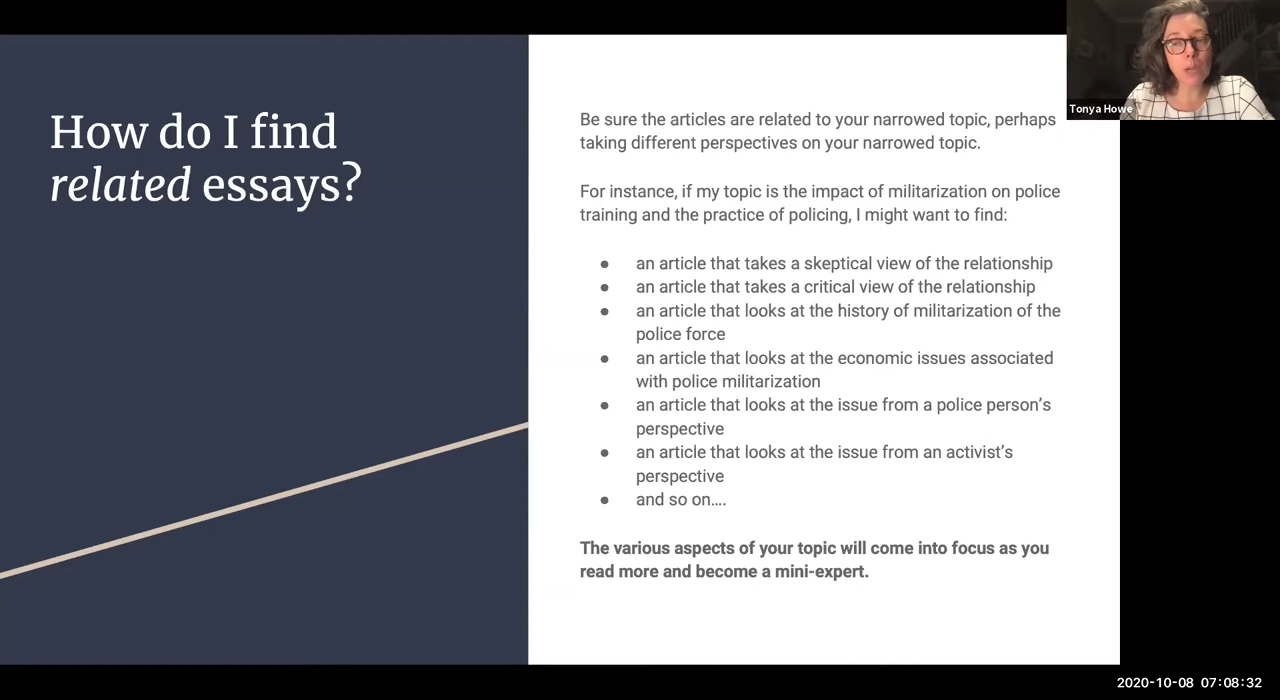 How do I find
related essays?
Be sure the articles are related to your narrowed topic, perhaps
taking different perspectives on your narrowed topic.
For instance, if my topic is the impact of militarization on police
training and the practice of policing, I might want to find:
● an article that takes a skeptical view of the relationship
● an article that takes a critical view of the relationship
● an article that looks at the history of militarization of the
police force
● an article that looks at the economic issues associated
with police militarization
● an article that looks at the issue from a police person’s
perspective
● an article that looks at the issue from an activist’s
perspective
● and so on….
The various aspects of your topic will come into focus as you
read more and become a mini-expert.
Tonya Howe
2020-10-08 07:08:32